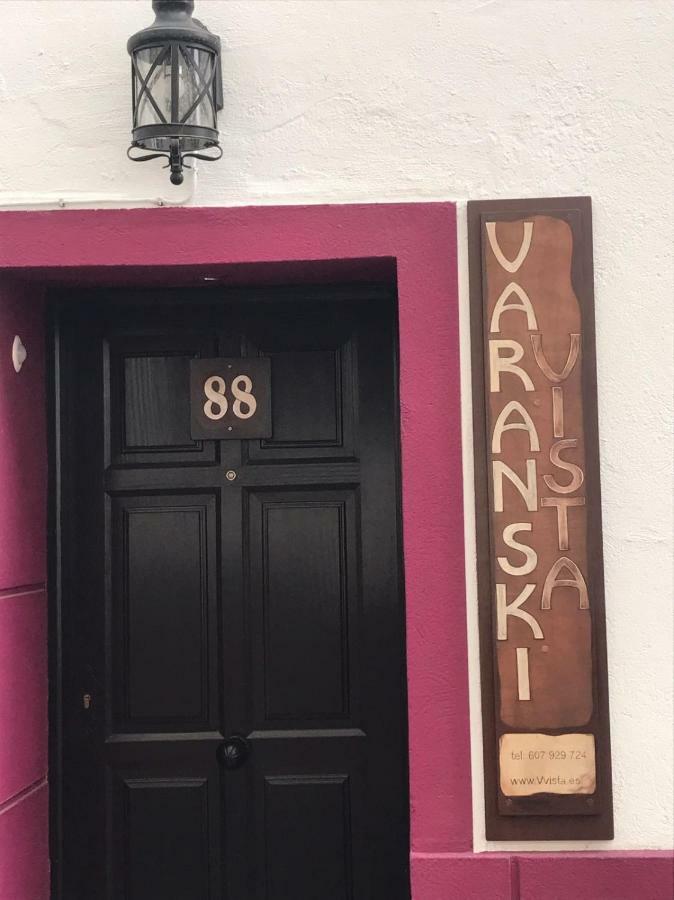 88
VARANSKI
VISTA
tel: 607 929 724
www.Vvista.es